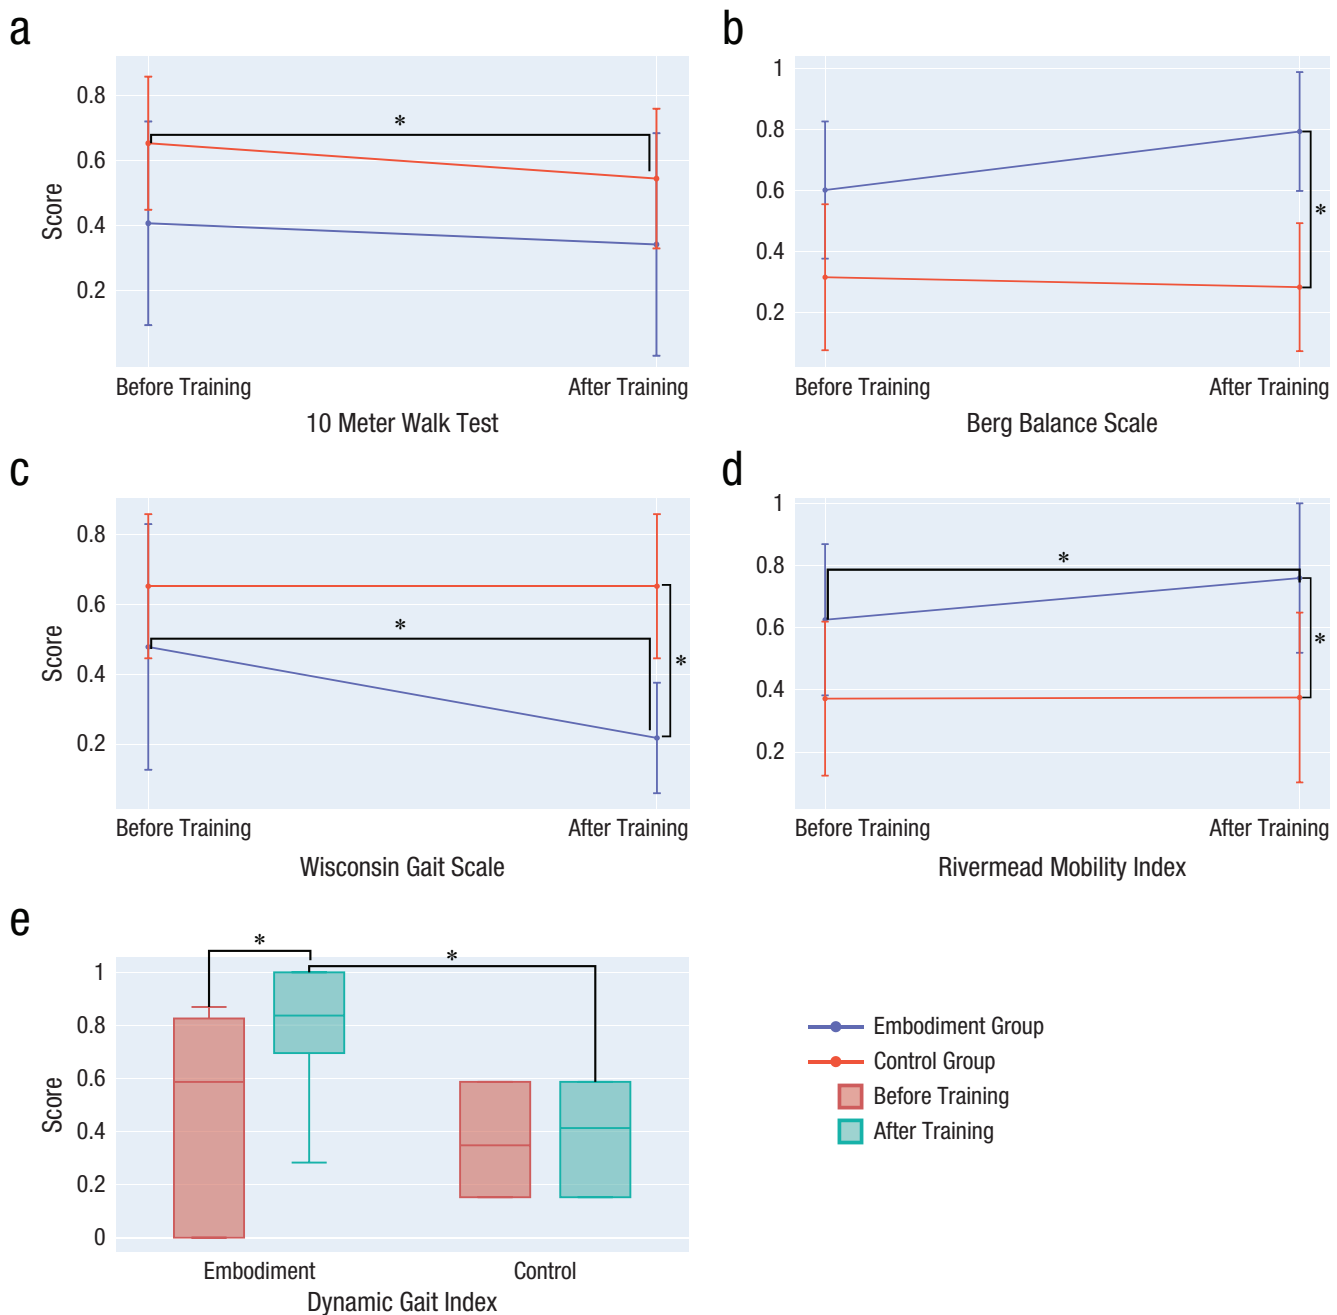 a
0.8
0.6
0.4
0.2
Score
*
Before Training
After Training
10 Meter Walk Test
b
1
0.8
0.6
0.4
0.2
*
Before Training
After Training
Berg Balance Scale
c
0.8
0.6
0.4
0.2
Score
*
*
Before Training
After Training
Wisconsin Gait Scale
d
1
0.8
0.6
0.4
0.2
*
*
Before Training
After Training
Rivermead Mobility Index
e
1
0.8
0.6
0.4
0.2
0
Score
*
*
Embodiment
Control
Dynamic Gait Index
Embodiment Group
Control Group
Before Training
After Training